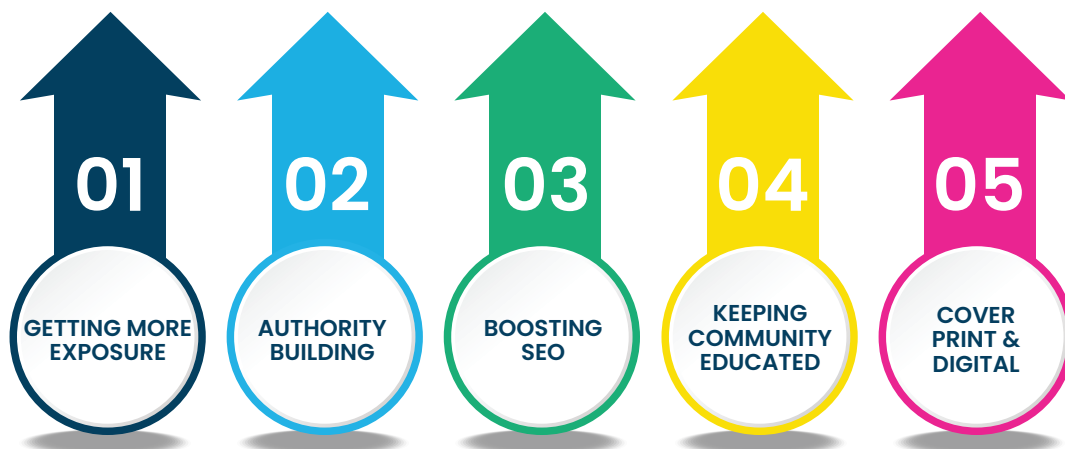 01
GETTING MORE
EXPOSURE
02
AUTHORITY
BUILDING
03
BOOSTING
SEO
04
KEEPING
COMMUNITY
EDUCATED
05
COVER
PRINT &
DIGITAL